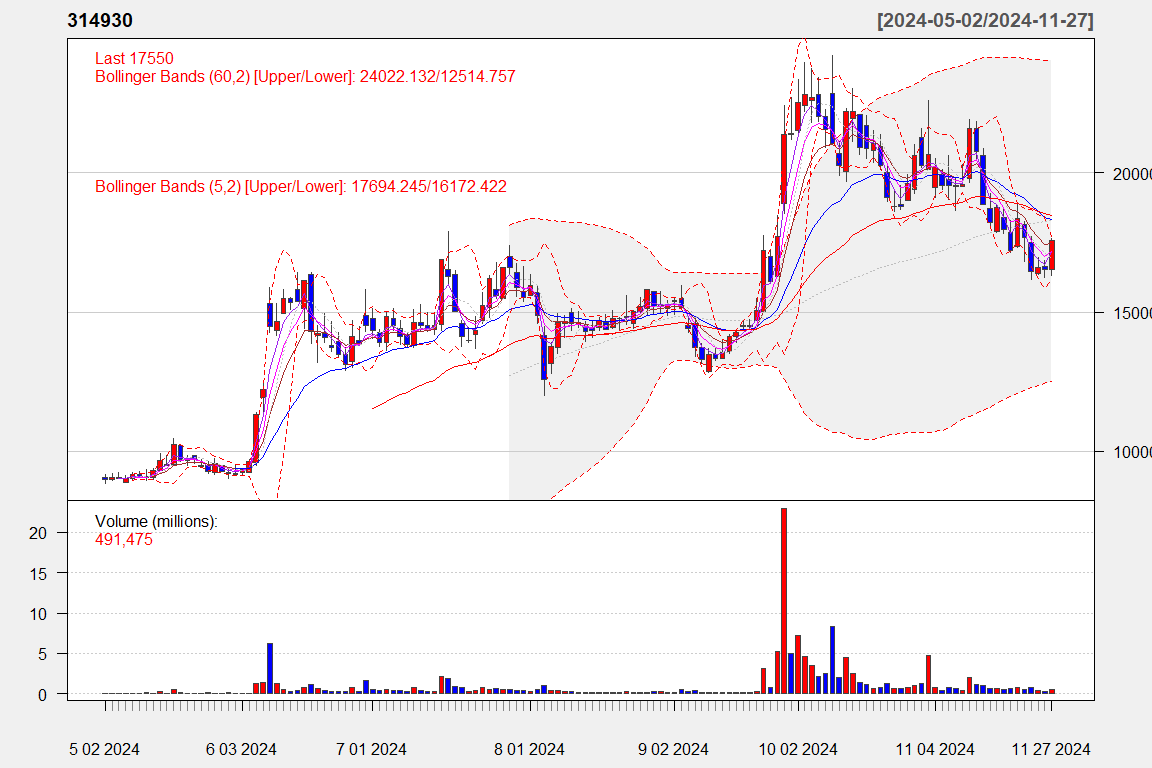 314930 [2024-05-02/2024-11-27]
Last 17550
Bollinger Bands (60,2) [Upper/Lower]: 24022.132/12514.757
Bollinger Bands (5,2) [Upper/Lower]: 17694.245/16172.422
20000
15000
10000
Volume (millions):
491,475
20
15
10
5
0
5 02 2024 6 03 2024 7 01 2024 8 01 2024 9 02 2024 10 02 2024 11 04 2024 11 27 2024